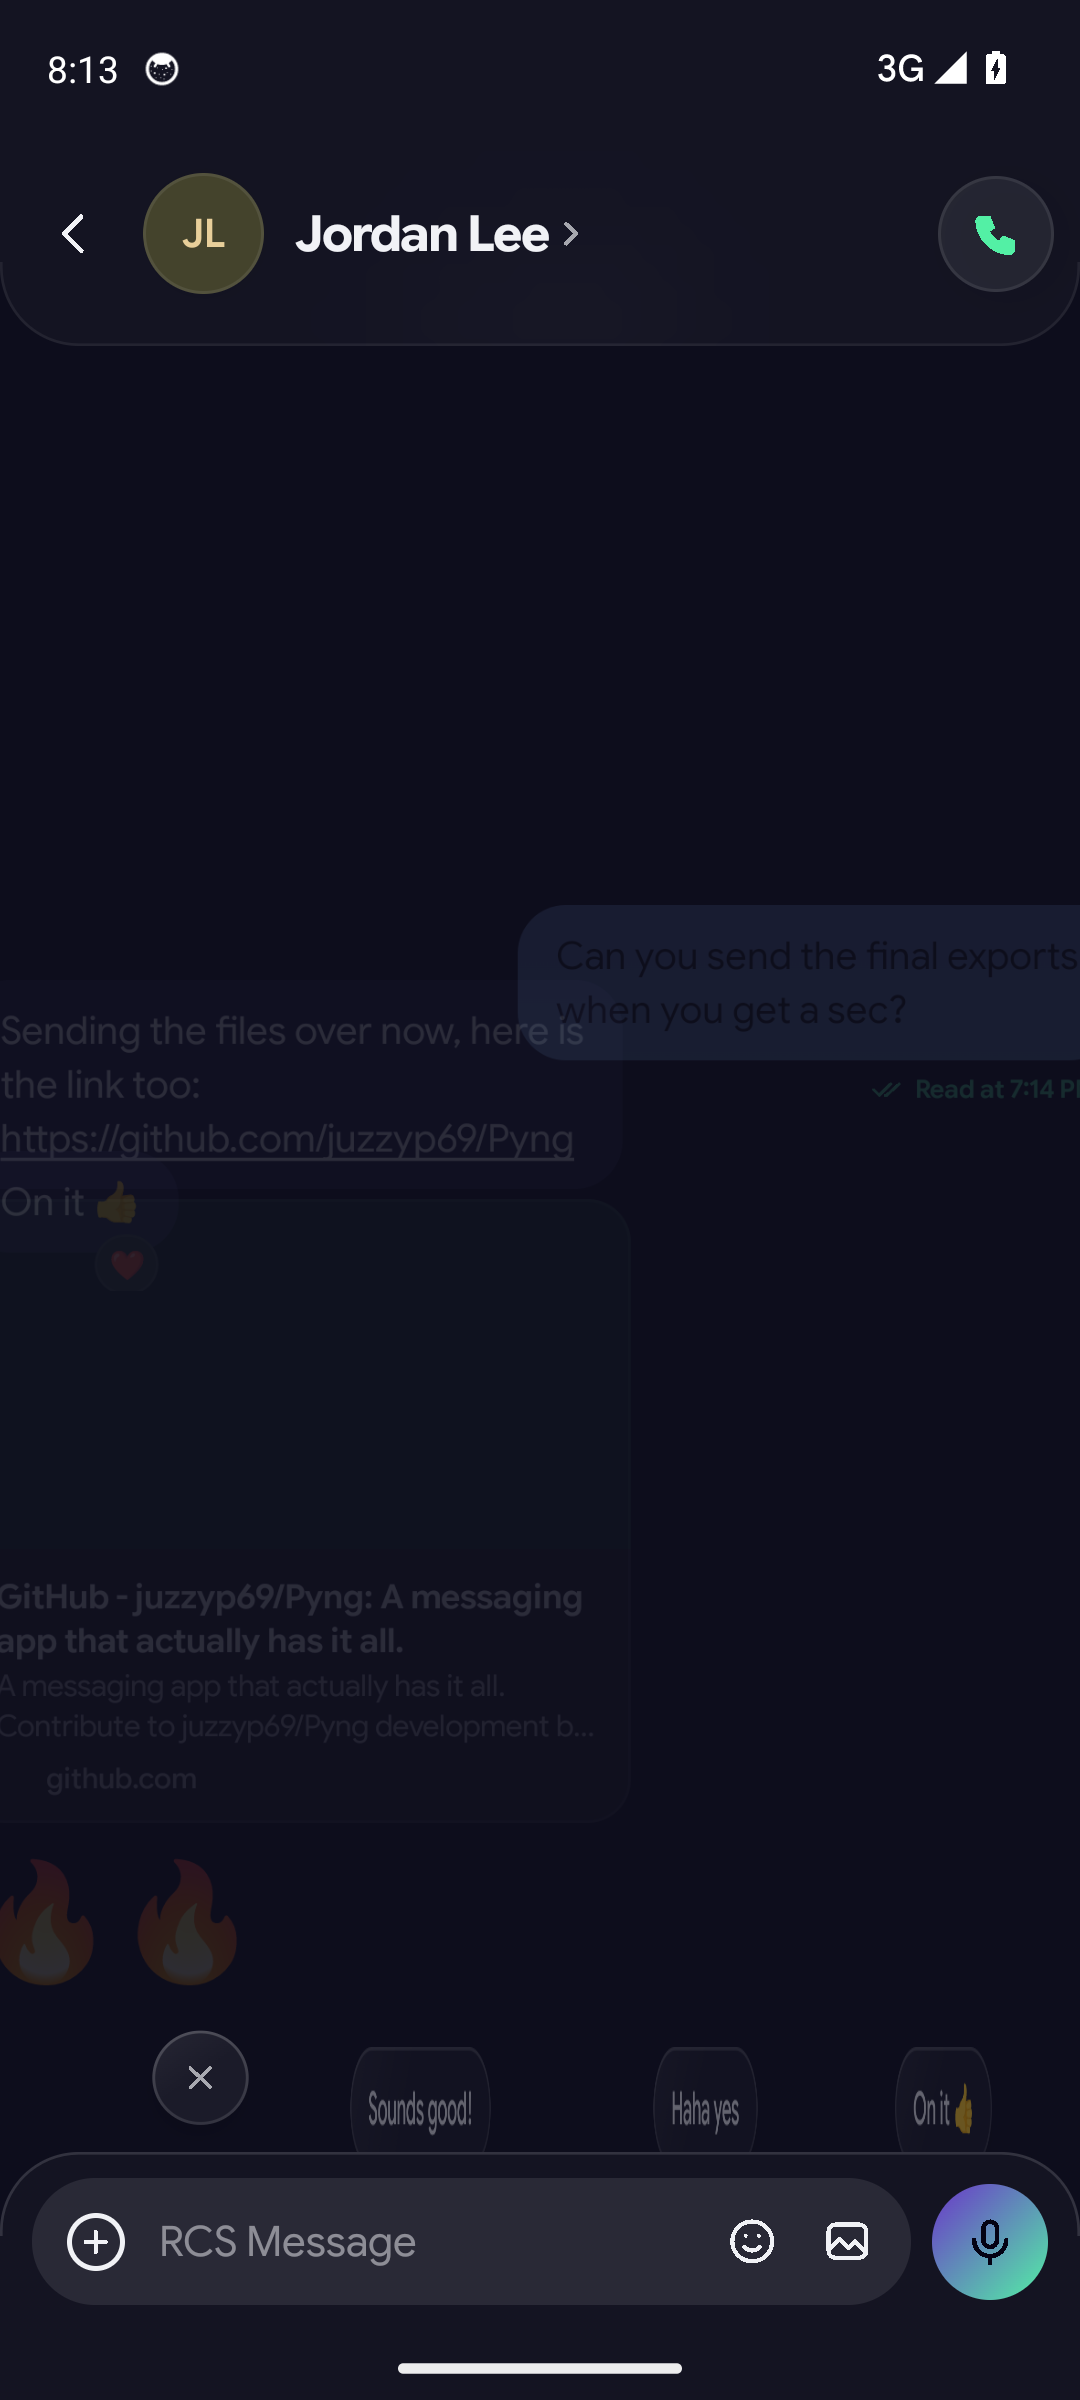 8:13
3G
JL
Jordan Lee
Can you send the final exports
when you get a sec?
Read at 7:14
Sending the files over now, here is
the link too:
https://github.com/juzzyp69/Pyng
On it 👍
❤️
GitHub - juzzyp69/Pyng: A messaging
app that actually has it all.
A messaging app that actually has it all.
Contribute to juzzyp69/Pyng development b...
github.com
🔥🔥
Sounds good!
Haha yes
On it 👍
RCS Message